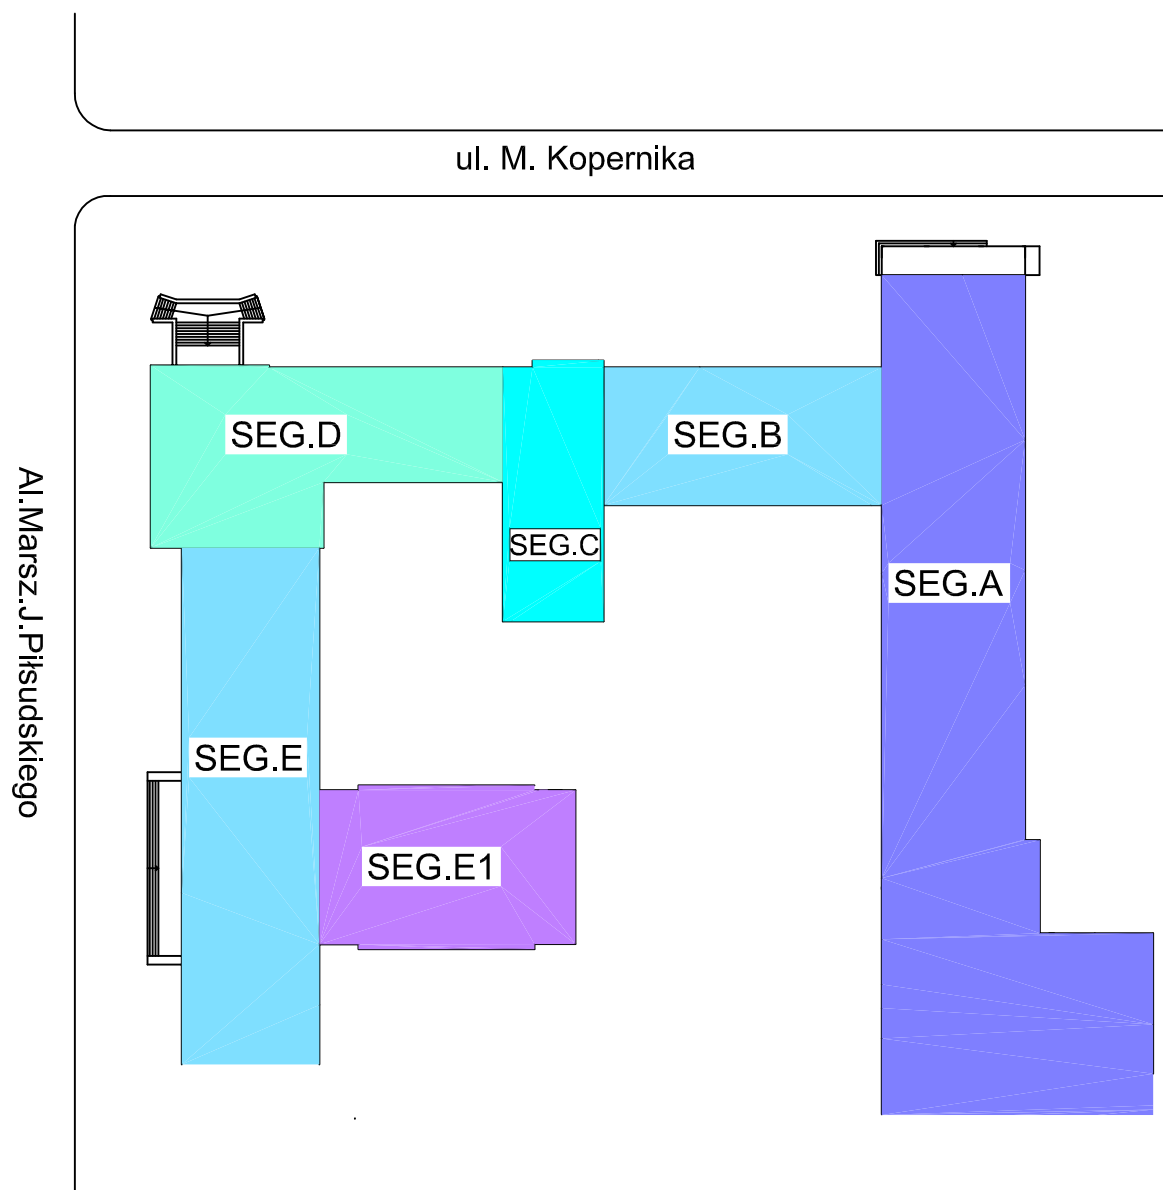 ul. M. Kopernika
SEG.D
SEG.B
SEG.C
SEG.A
Al.Marsz.J.Piłsudskiego
SEG.E
SEG.E1